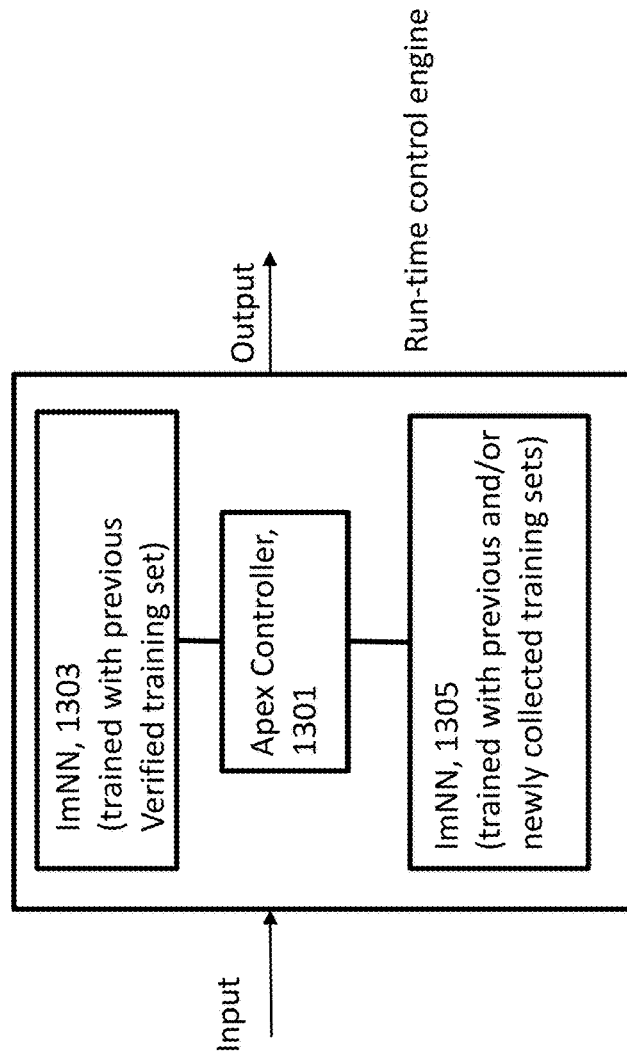 Input
ImNN, 1303
(trained with previous
Verified training set)
Apex Controller,
1301
ImNN, 1305
(trained with previous and/or
newly collected training sets)
Output
Run-time control engine